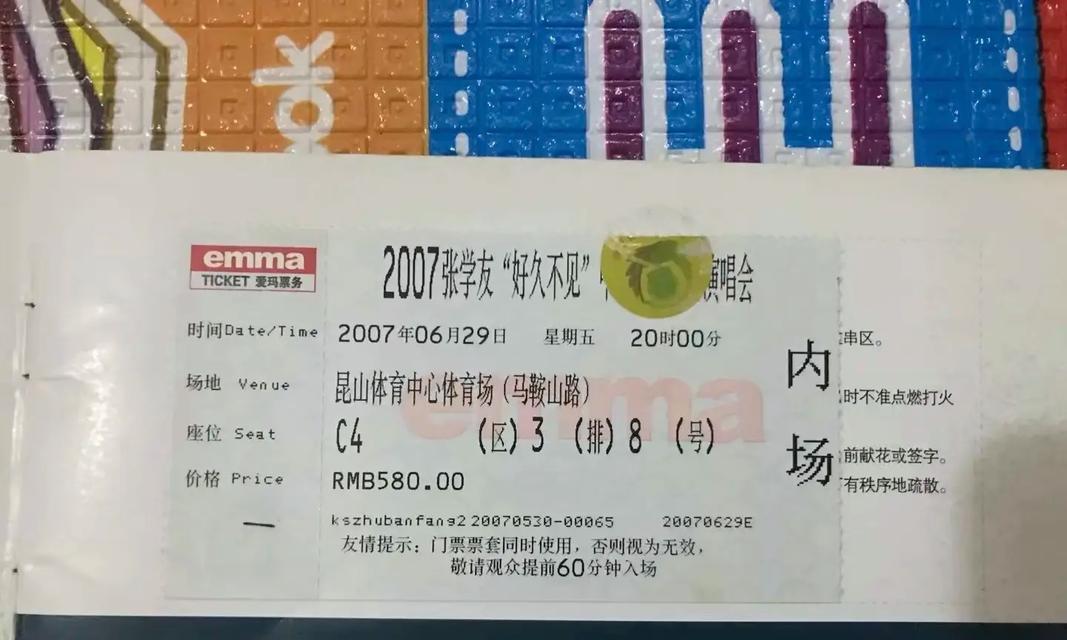 ok
emma
TICKET 爱玛票务
2007张学友“好久不见” 演唱会
时间Date/Time 2007年06月29日 星期五 20时00分
场地 Venue 昆山体育中心体育场（马鞍山路）
座位 Seat C4 （区）3 （排）8 （号）
价格 Price RMB580.00
emma
内场
kszhubanfang2 20070530-00065 20070629E
友情提示：门票票套同时使用，否则视为无效，
敬请观众提前60分钟入场
串区。
时不准点燃打火
前献花或签字。
有秩序地疏散。